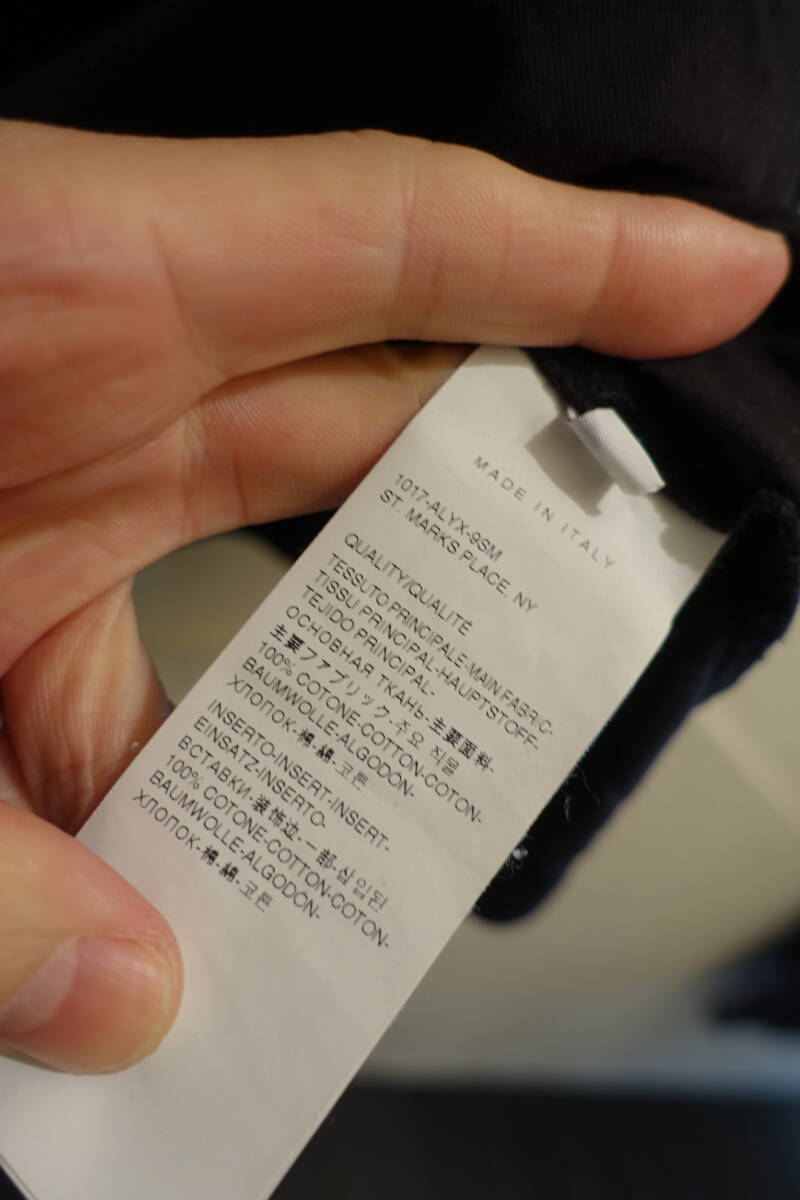 MADE IN ITALY
1017-ALYX-9SM
ST. MARKS PLACE, NY
QUALITY/QUALITÉ
TESSUTO PRINCIPALE-MAIN FABRIC-
TISSU PRINCIPAL-HAUPTSTOFF-
TEJIDO PRINCIPAL-
ОСНОВНАЯ ТКАНЬ-主要面料-
主要ファブリック-주요 직물
100% COTONE-COTTON-COTON-
BAUMWOLLE-ALGODON-
ХЛОПОК-棉-綿-코튼
INSERTO-INSERT-INSERT-
EINSATZ-INSERTO-
ВСТАВКИ-装饰边-一部-삽입된
100% COTONE-COTTON-COTON-
BAUMWOLLE-ALGODON-
ХЛОПОК-棉-綿-코튼